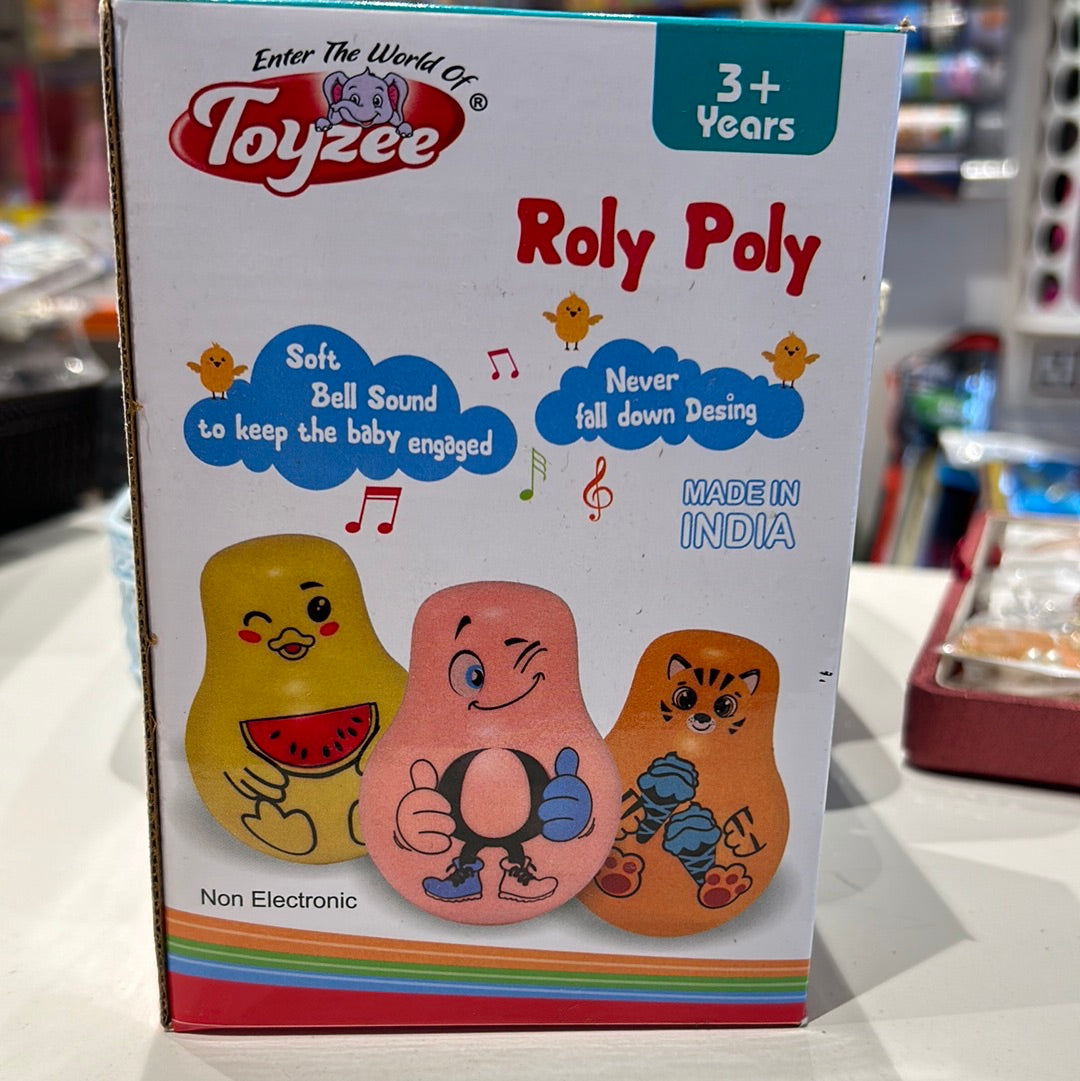 Enter The World Of
Toyzee ®
3+
Years
Roly Poly
Soft
Bell Sound
to keep the baby engaged
Never
fall down Desing
MADE IN
INDIA
Non Electronic